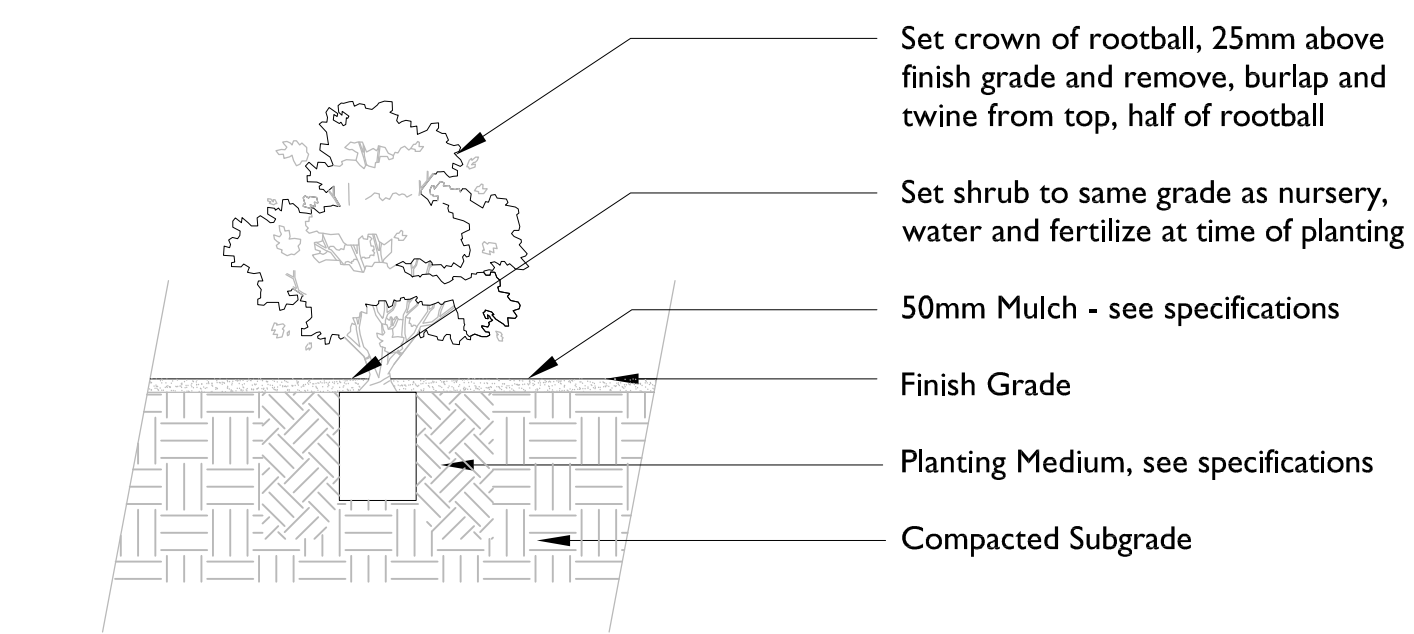 Set crown of rootball, 25mm above
finish grade and remove, burlap and
twine from top, half of rootball
Set shrub to same grade as nursery,
water and fertilize at time of planting
50mm Mulch - see specifications
Finish Grade
Planting Medium, see specifications
Compacted Subgrade